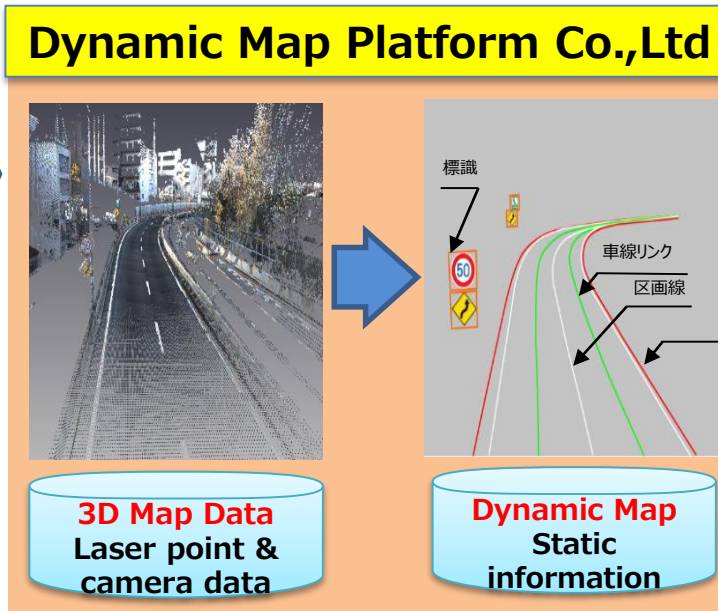 Dynamic Map Platform Co.,Ltd
標識
50
車線リンク
区画線
3D Map Data
Laser point &
camera data
Dynamic Map
Static
information